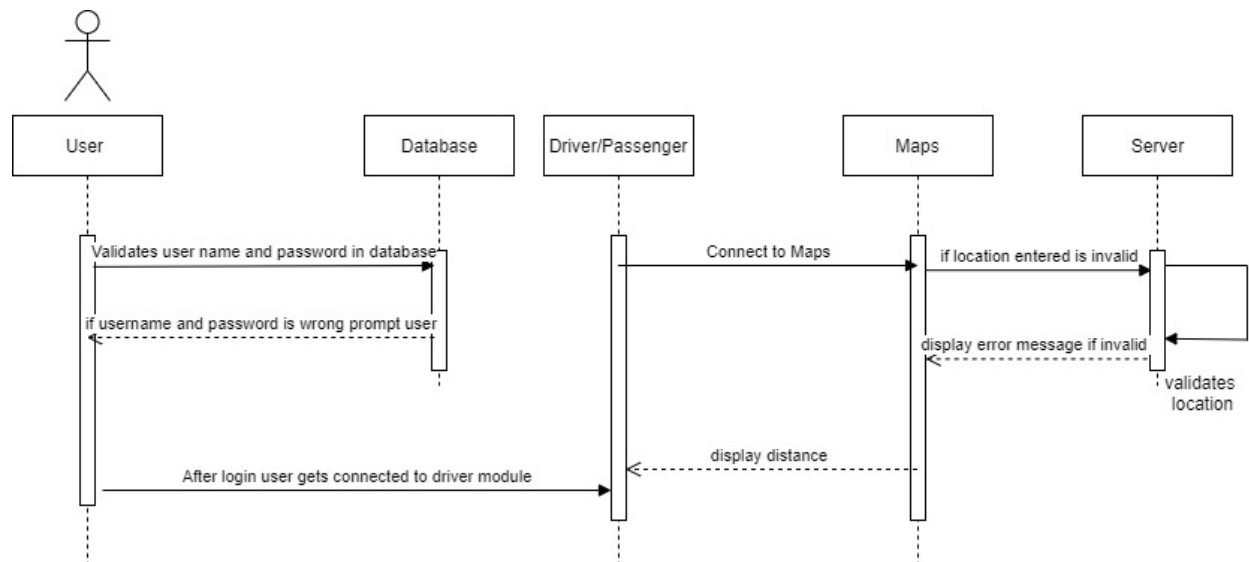 User
Database
Driver/Passenger
Maps
Server
Validates user name and password in database
Connect to Maps
if location entered is invalid
if username and password is wrong prompt user
display error message if invalid
validates
location
display distance
After login user gets connected to driver module